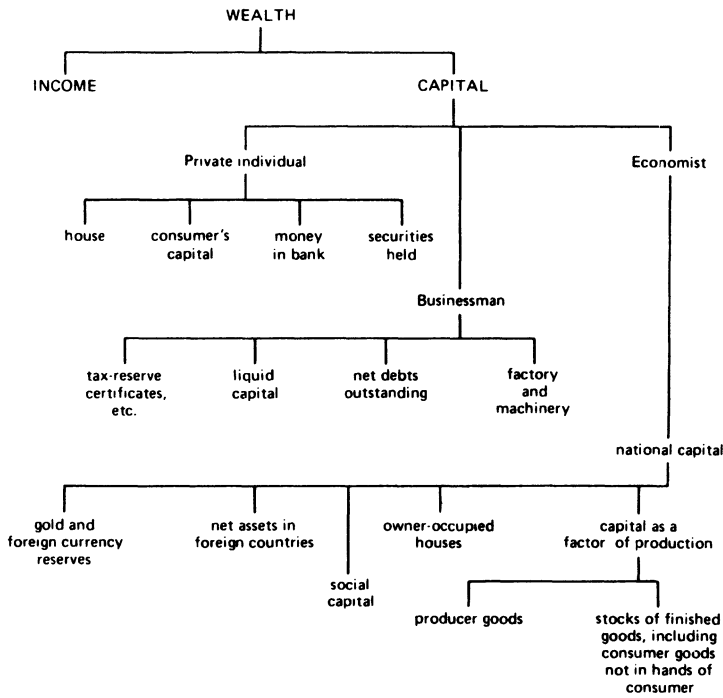 WEALTH
INCOME
CAPITAL
Private individual
Economist
house
consumer's
capital
money
in bank
securities
held
Businessman
tax-reserve
certificates,
etc.
liquid
capital
net debts
outstanding
factory
and
machinery
national capital
gold and
foreign currency
reserves
net assets in
foreign countries
social
capital
owner-occupied
houses
capital as a
factor of production
producer goods
stocks of finished
goods, including
consumer goods
not in hands of
consumer